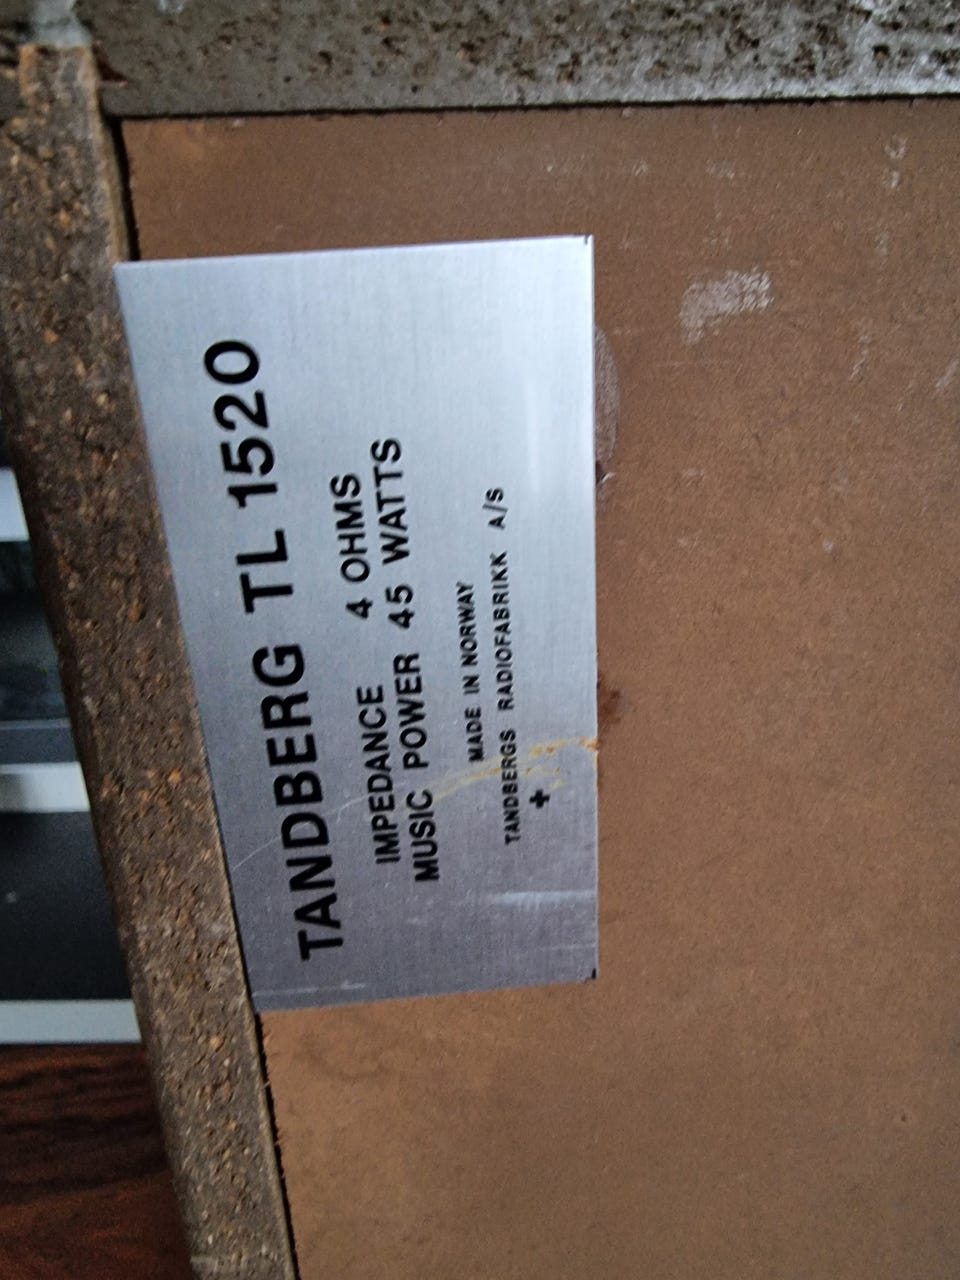 TANDBERG TL 1520
IMPEDANCE 4 OHMS
MUSIC POWER 45 WATTS
MADE IN NORWAY
TANDBERGS RADIOFABRIKK A/S
+